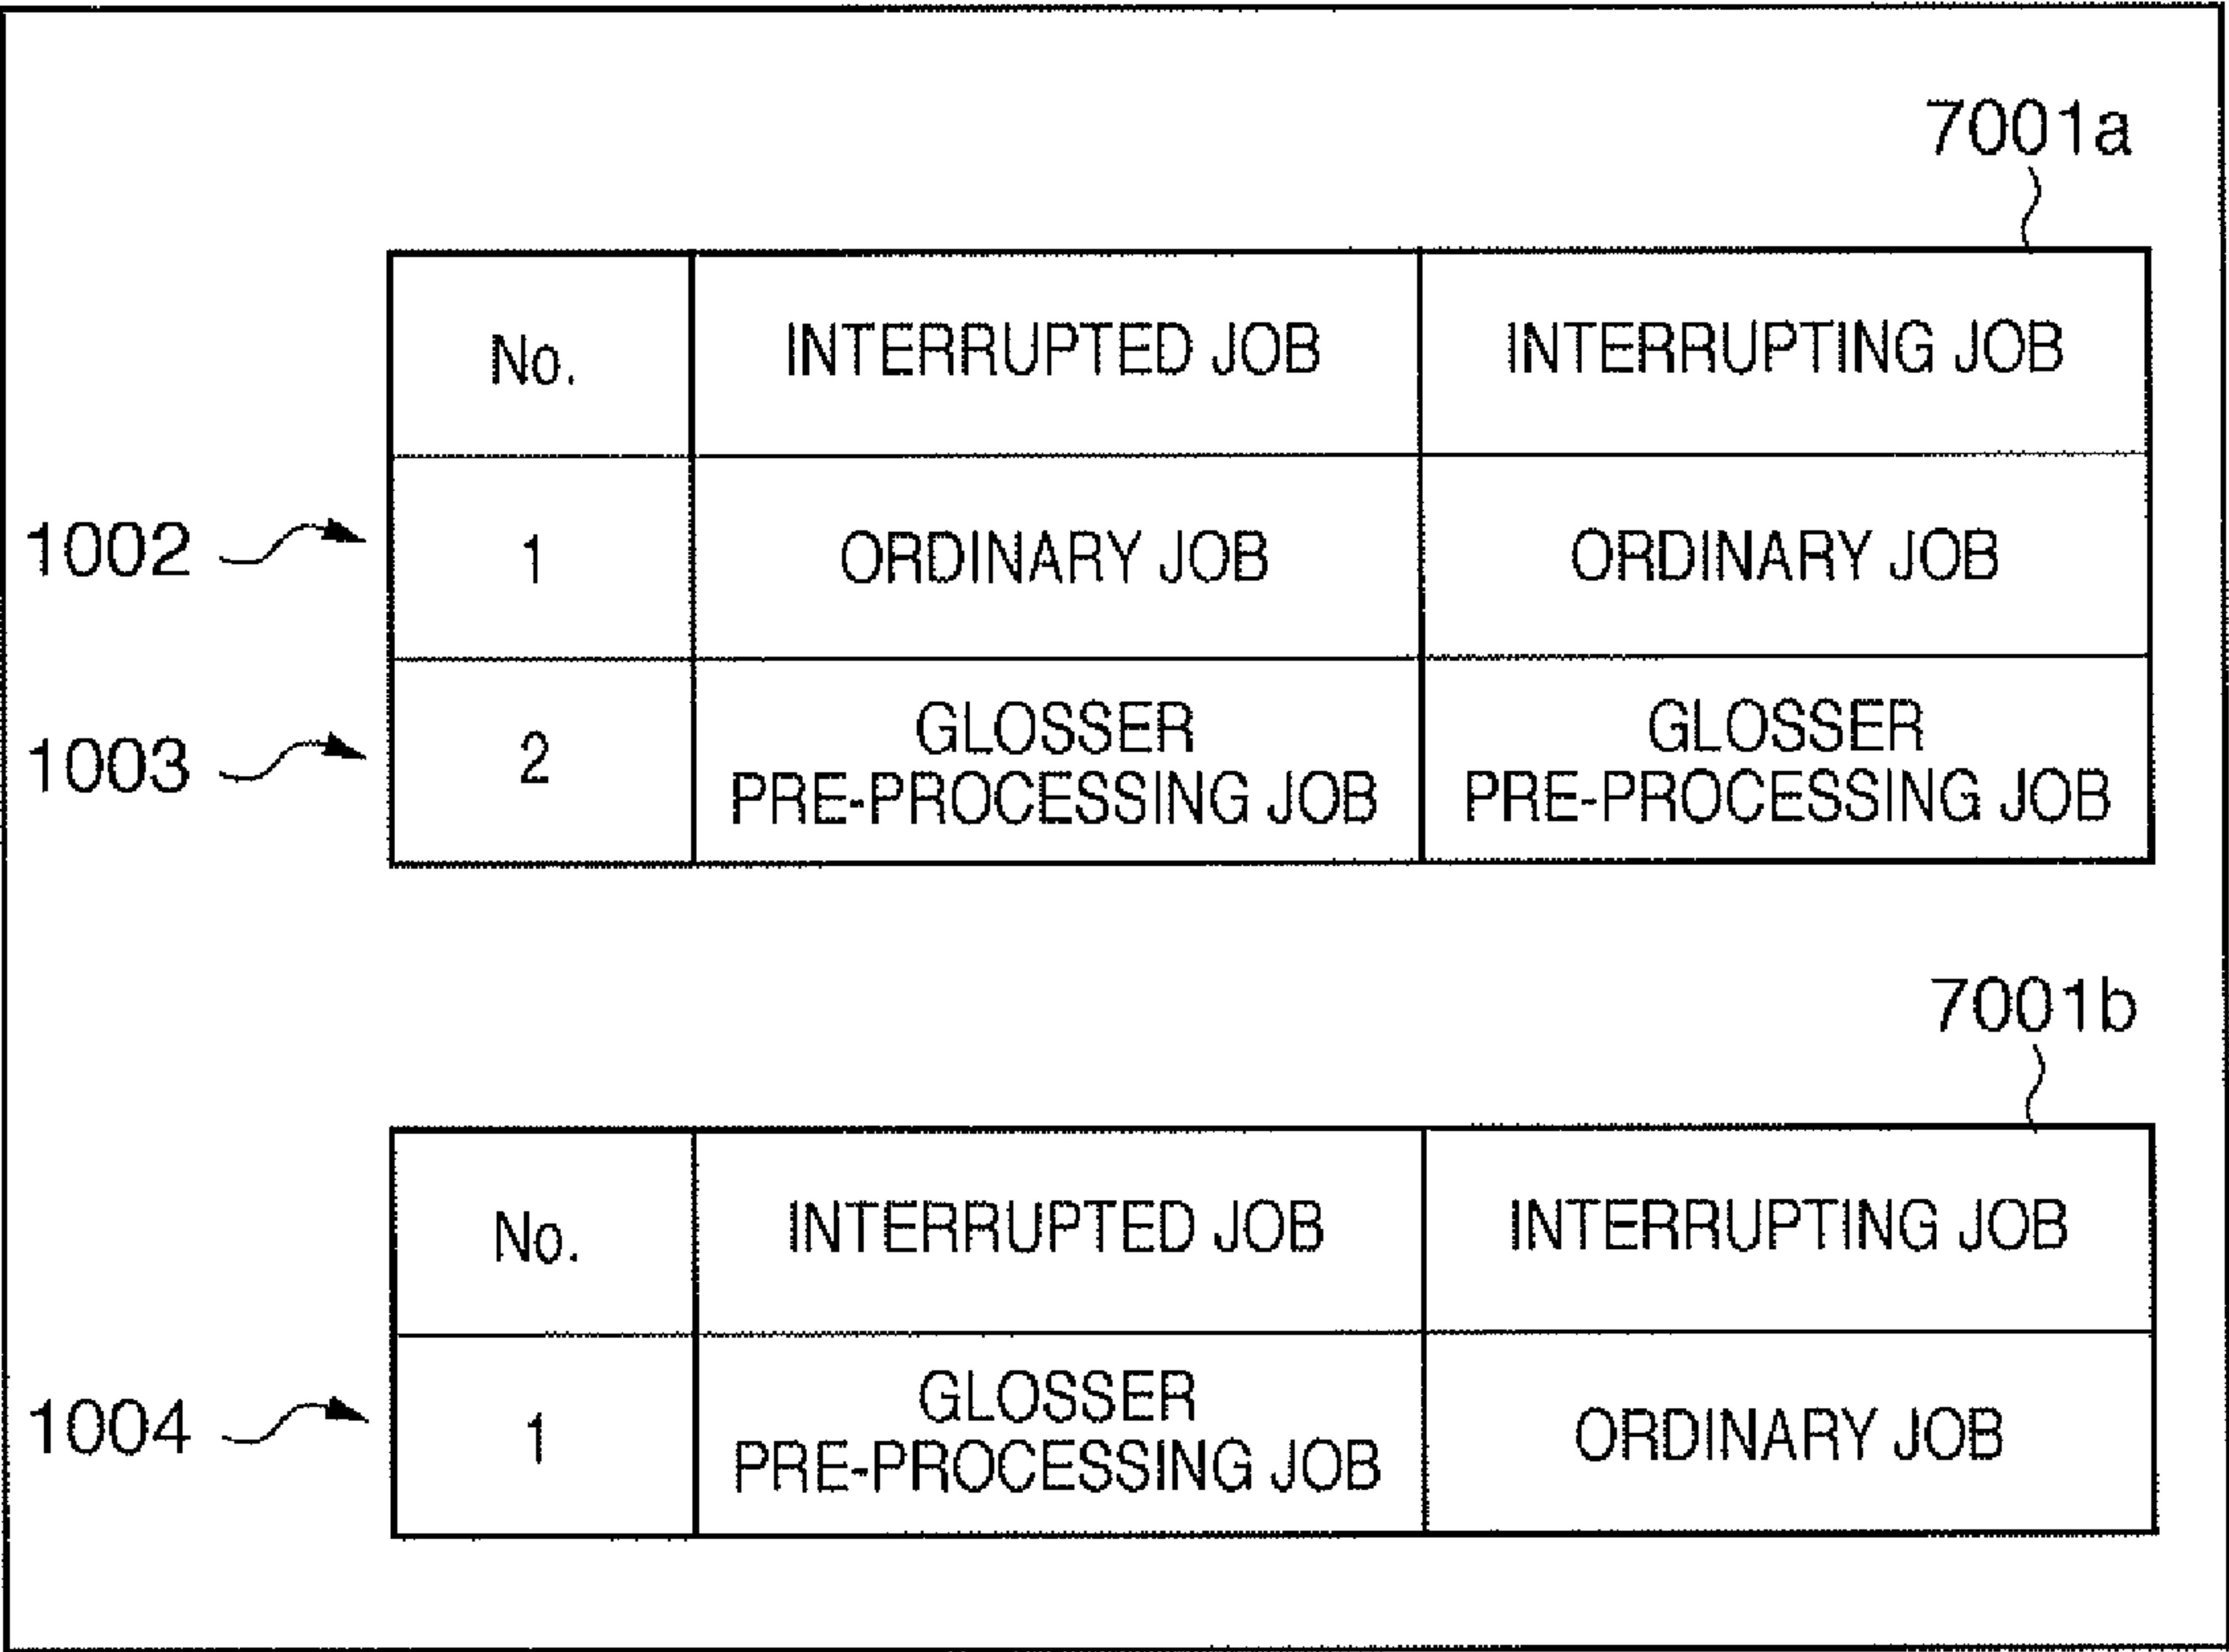 7001a
No. INTERRUPTED JOB INTERRUPTING JOB
1002 1 ORDINARY JOB ORDINARY JOB
1003 2 GLOSSER PRE-PROCESSING JOB GLOSSER PRE-PROCESSING JOB
7001b
No. INTERRUPTED JOB INTERRUPTING JOB
1004 1 GLOSSER PRE-PROCESSING JOB ORDINARY JOB